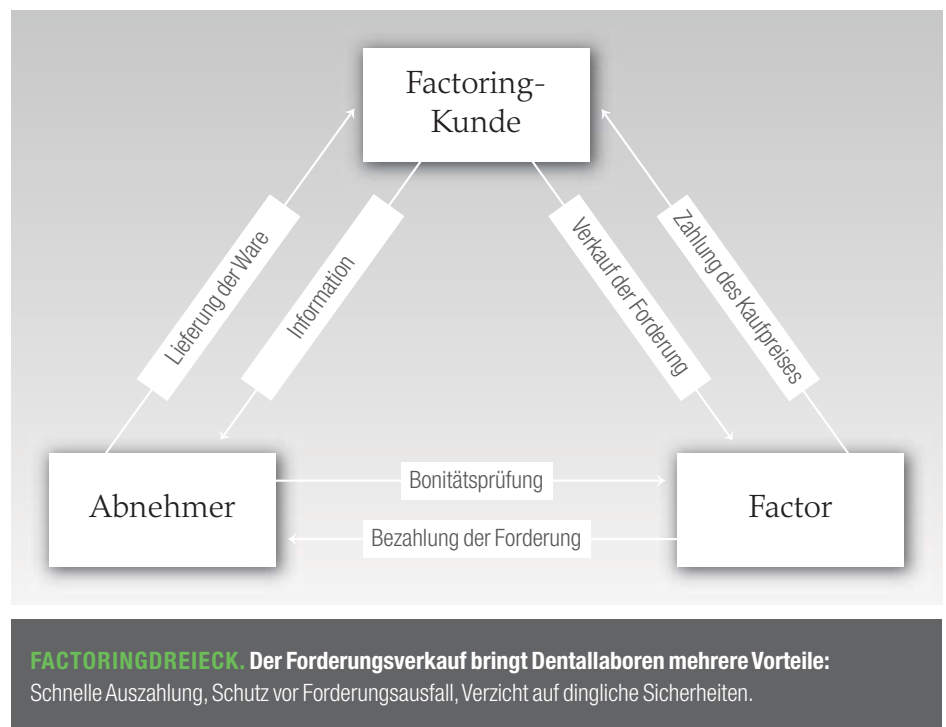 Factoring-
Kunde
Lieferung der Ware
Information
Verkauf der Forderung
Zahlung des Kaufpreises
Abnehmer
Bonitätsprüfung
Bezahlung der Forderung
Factor
FACTORINGDREIECK. Der Forderungsverkauf bringt Dentallaboren mehrere Vorteile:
Schnelle Auszahlung, Schutz vor Forderungsausfall, Verzicht auf dingliche Sicherheiten.